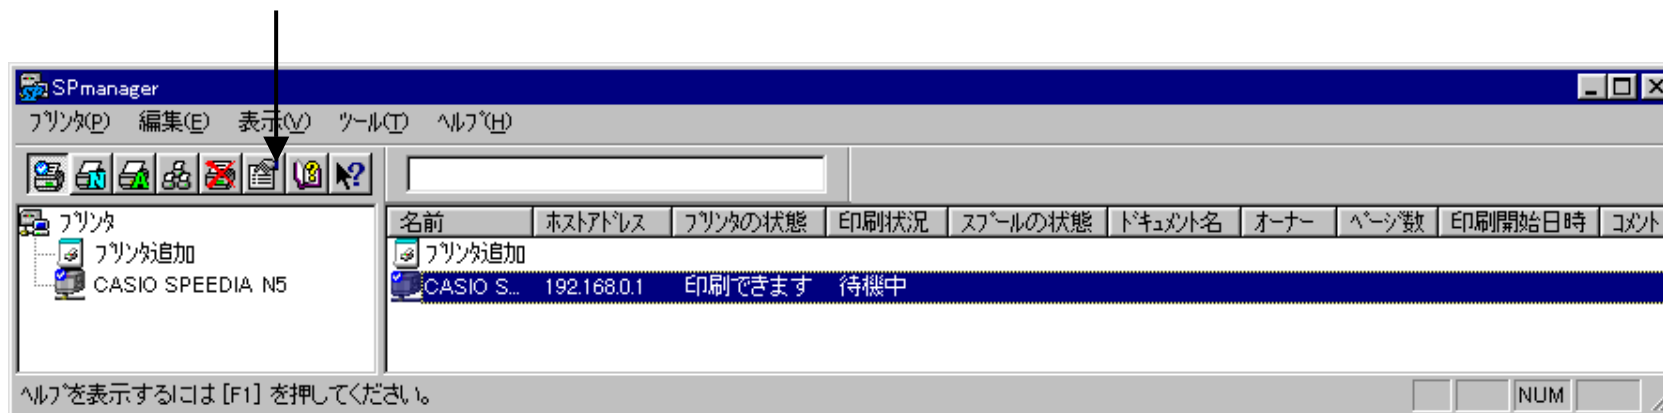 SPmanager
プリンタ(P) 編集(E) 表示(V) ツール(T) ヘルプ(H)
プリンタ
プリンタ追加
CASIO SPEEDIA N5
名前 ホストアドレス プリンタの状態 印刷状況 スプールの状態 ドキュメント名 オーナー ページ数 印刷開始日時 コメント
プリンタ追加
CASIO S... 192.168.0.1 印刷できます 待機中
ヘルプを表示するには [F1] を押してください。
NUM